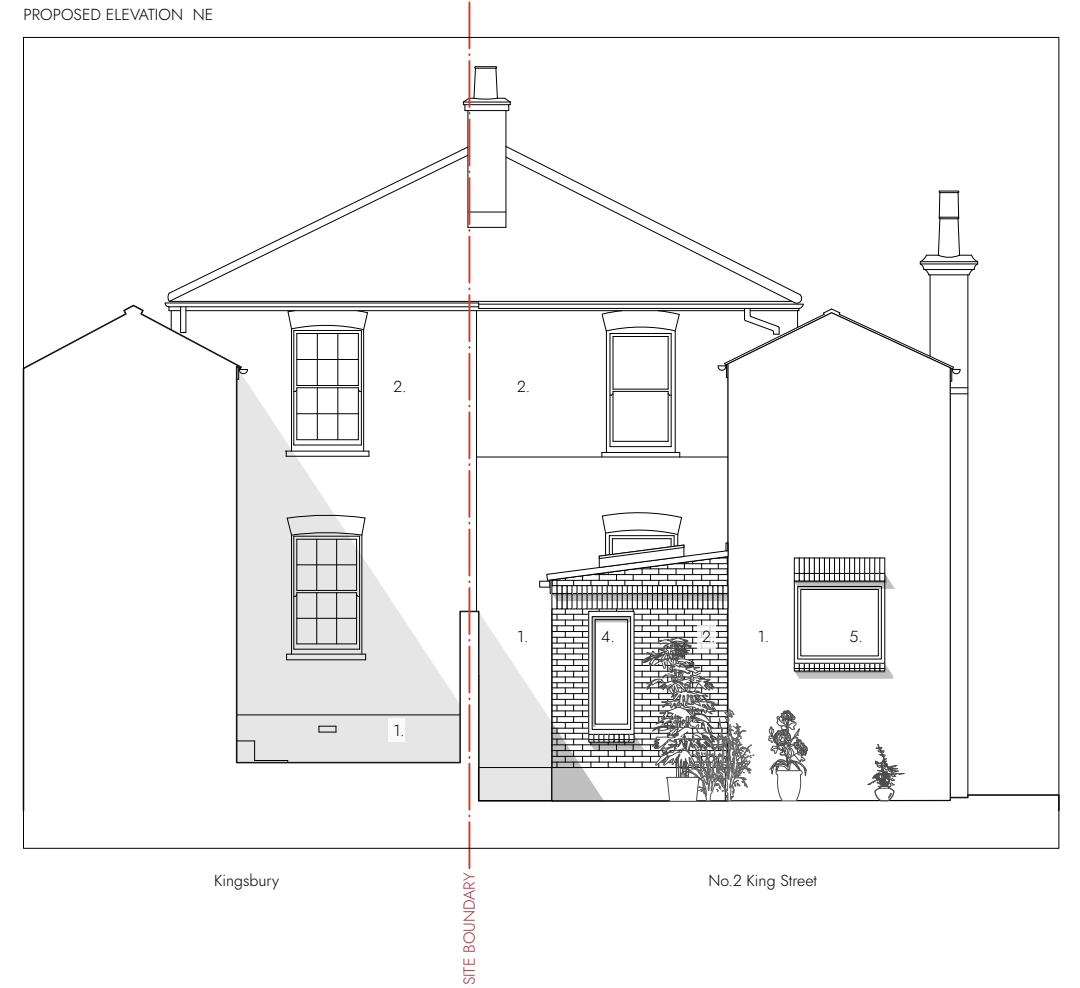 PROPOSED ELEVATION NE
2. 2.
1. 4. 2. 1. 5.
1.
Kingsbury No.2 King Street
SITE BOUNDARY